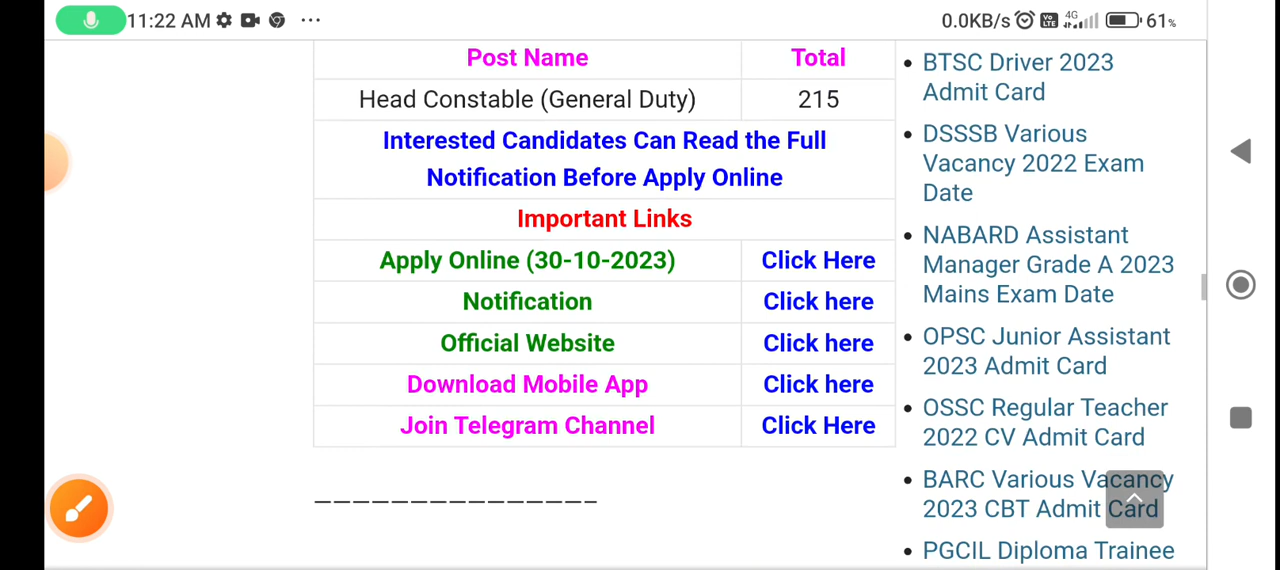 11:22 AM ... 0.0KB/s Vo LTE 4G 61%
Post Name Total
Head Constable (General Duty) 215
Interested Candidates Can Read the Full
Notification Before Apply Online
Important Links
Apply Online (30-10-2023) Click Here
Notification Click here
Official Website Click here
Download Mobile App Click here
Join Telegram Channel Click Here
_______________
• BTSC Driver 2023
Admit Card
• DSSSB Various
Vacancy 2022 Exam
Date
• NABARD Assistant
Manager Grade A 2023
Mains Exam Date
• OPSC Junior Assistant
2023 Admit Card
• OSSC Regular Teacher
2022 CV Admit Card
• BARC Various Vacancy
2023 CBT Admit Card
• PGCIL Diploma Trainee